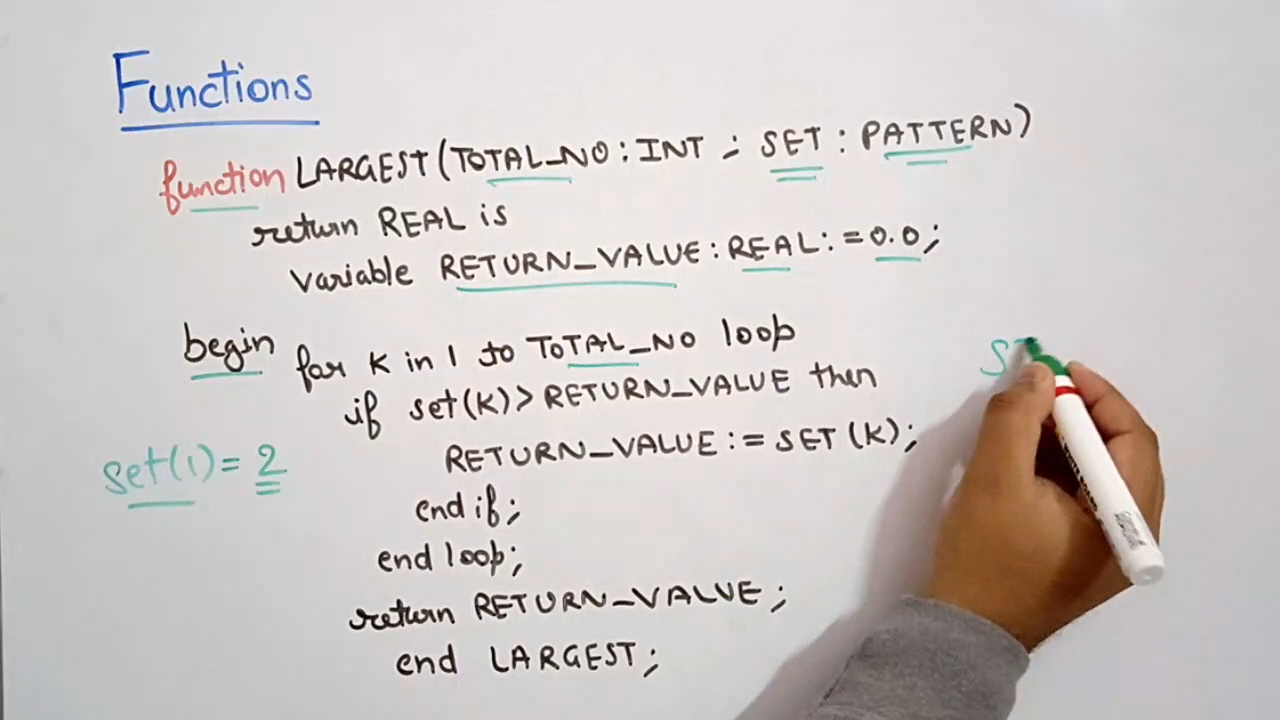 Functions
function LARGEST(TOTAL_NO : INT ; SET : PATTERN)
return REAL is
variable RETURN_VALUE : REAL := 0.0;
begin for K in 1 to TOTAL_NO loop
if set(K) > RETURN_VALUE then
RETURN_VALUE := SET (K);
set(1) = 2
end if;
end loop;
return RETURN_VALUE;
end LARGEST;